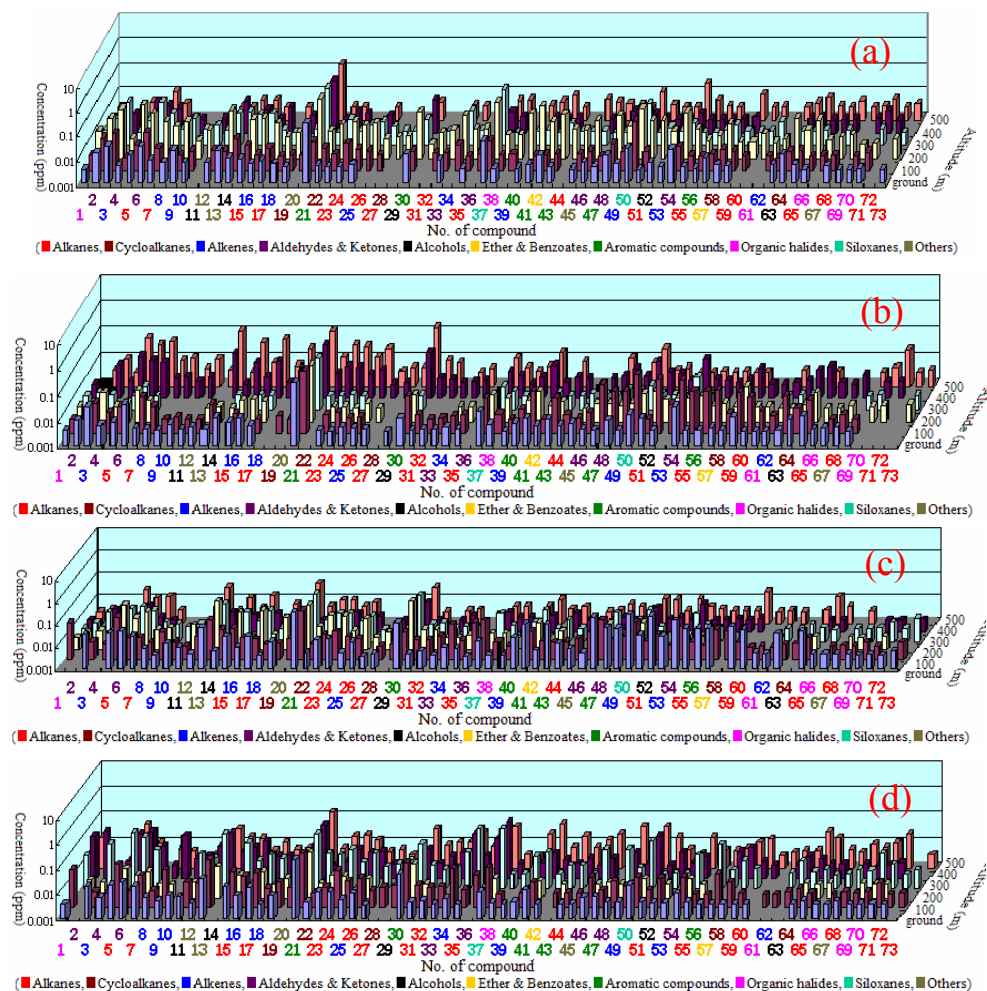 (a)
Concentration (ppm)
10
1
0.1
0.01
0.001
500
400
300
200
100
ground
Altitude (m)
2 4 6 8 10 12 14 16 18 20 22 24 26 28 30 32 34 36 38 40 42 44 46 48 50 52 54 56 58 60 62 64 66 68 70 72
1 3 5 7 9 11 13 15 17 19 21 23 25 27 29 31 33 35 37 39 41 43 45 47 49 51 53 55 57 59 61 63 65 67 69 71 73
No. of compound
( Alkanes, Cycloalkanes, Alkenes, Aldehydes & Ketones, Alcohols, Ether & Benzoates, Aromatic compounds, Organic halides, Siloxanes, Others)
(b)
Concentration (ppm)
10
1
0.1
0.01
0.001
500
400
300
200
100
ground
Altitude (m)
2 4 6 8 10 12 14 16 18 20 22 24 26 28 30 32 34 36 38 40 42 44 46 48 50 52 54 56 58 60 62 64 66 68 70 72
1 3 5 7 9 11 13 15 17 19 21 23 25 27 29 31 33 35 37 39 41 43 45 47 49 51 53 55 57 59 61 63 65 67 69 71 73
No. of compound
( Alkanes, Cycloalkanes, Alkenes, Aldehydes & Ketones, Alcohols, Ether & Benzoates, Aromatic compounds, Organic halides, Siloxanes, Others)
(c)
Concentration (ppm)
10
1
0.1
0.01
0.001
500
400
300
200
100
ground
Altitude (m)
2 4 6 8 10 12 14 16 18 20 22 24 26 28 30 32 34 36 38 40 42 44 46 48 50 52 54 56 58 60 62 64 66 68 70 72
1 3 5 7 9 11 13 15 17 19 21 23 25 27 29 31 33 35 37 39 41 43 45 47 49 51 53 55 57 59 61 63 65 67 69 71 73
No. of compound
( Alkanes, Cycloalkanes, Alkenes, Aldehydes & Ketones, Alcohols, Ether & Benzoates, Aromatic compounds, Organic halides, Siloxanes, Others)
(d)
Concentration (ppm)
10
1
0.1
0.01
0.001
500
400
300
200
100
ground
Altitude (m)
2 4 6 8 10 12 14 16 18 20 22 24 26 28 30 32 34 36 38 40 42 44 46 48 50 52 54 56 58 60 62 64 66 68 70 72
1 3 5 7 9 11 13 15 17 19 21 23 25 27 29 31 33 35 37 39 41 43 45 47 49 51 53 55 57 59 61 63 65 67 69 71 73
No. of compound
( Alkanes, Cycloalkanes, Alkenes, Aldehydes & Ketones, Alcohols, Ether & Benzoates, Aromatic compounds, Organic halides, Siloxanes, Others)